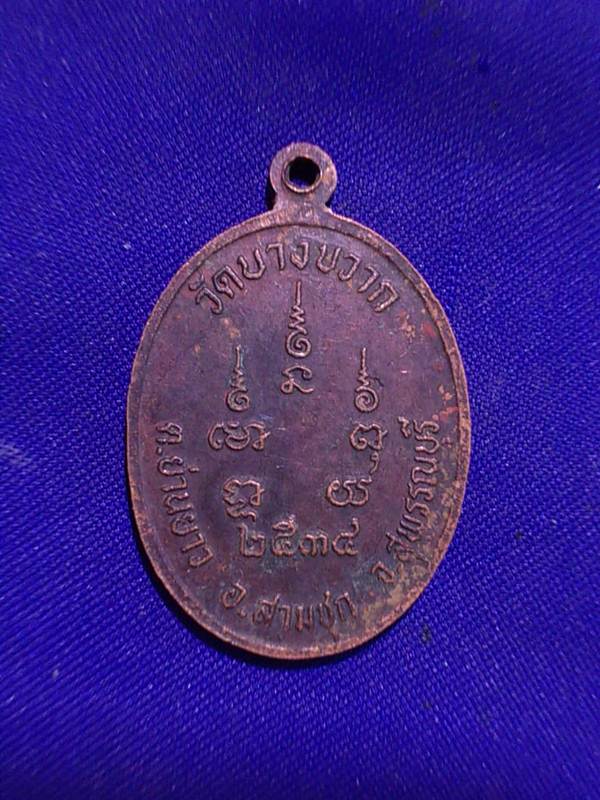 วัดบางขวาก
๒๕๓๔
ต.ย่านยาว อ.สามชุก จ.สุพรรณบุรี